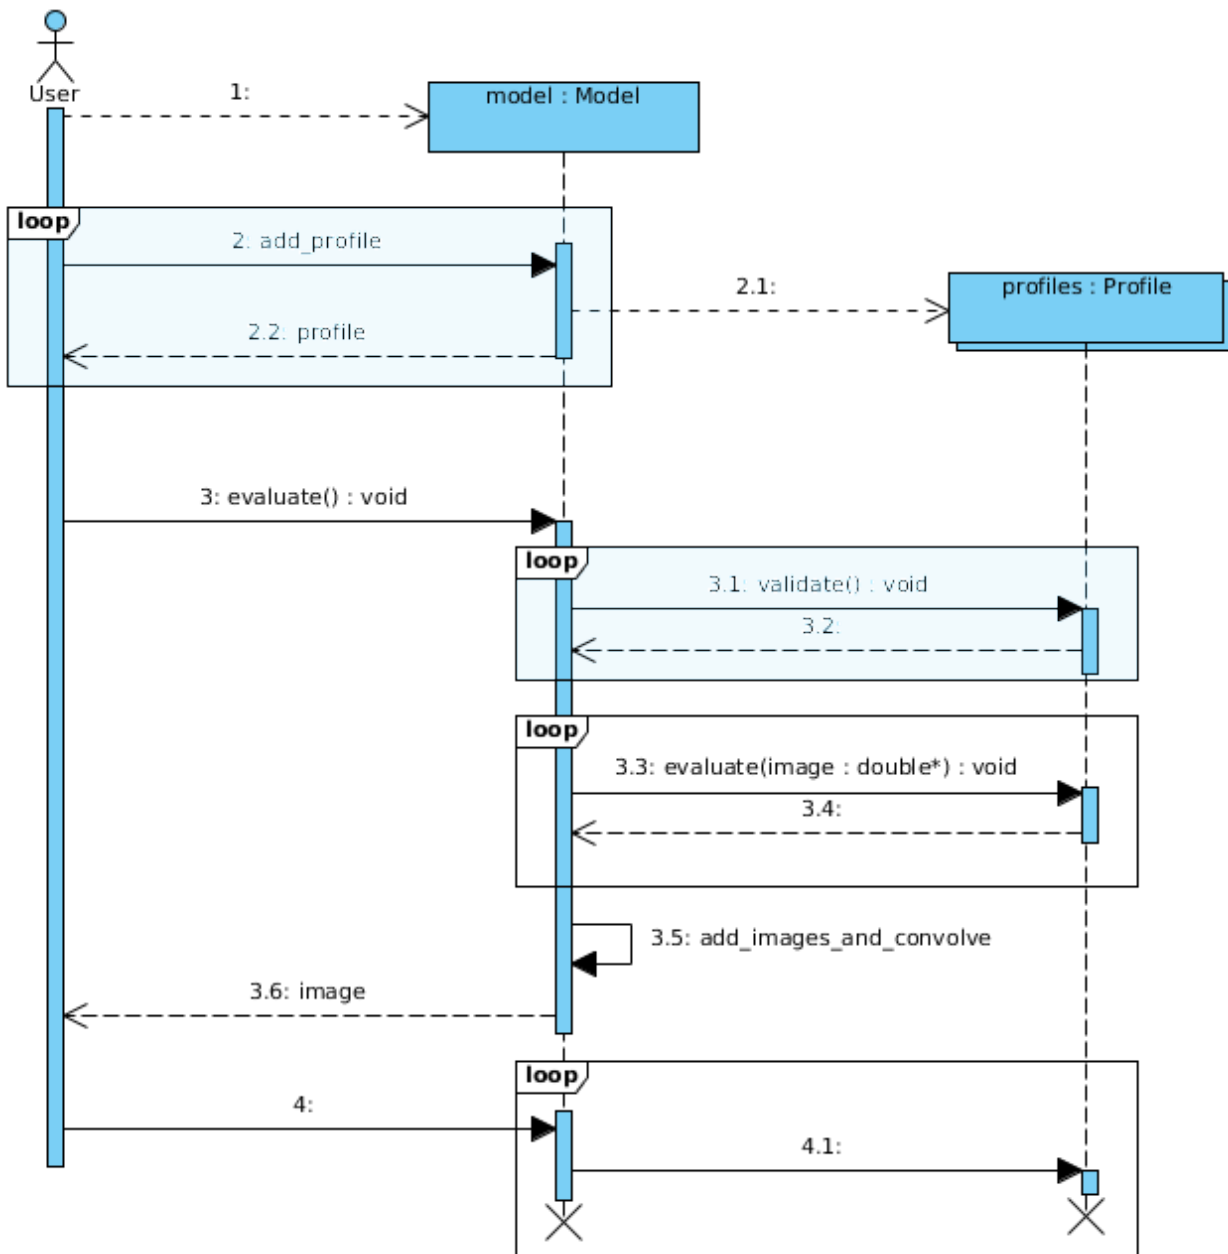 User
1:
model : Model
loop
2: add_profile
2.1:
profiles : Profile
2.2: profile
3: evaluate() : void
loop
3.1: validate() : void
3.2:
loop
3.3: evaluate(image : double*) : void
3.4:
3.5: add_images_and_convolve
3.6: image
loop
4:
4.1: